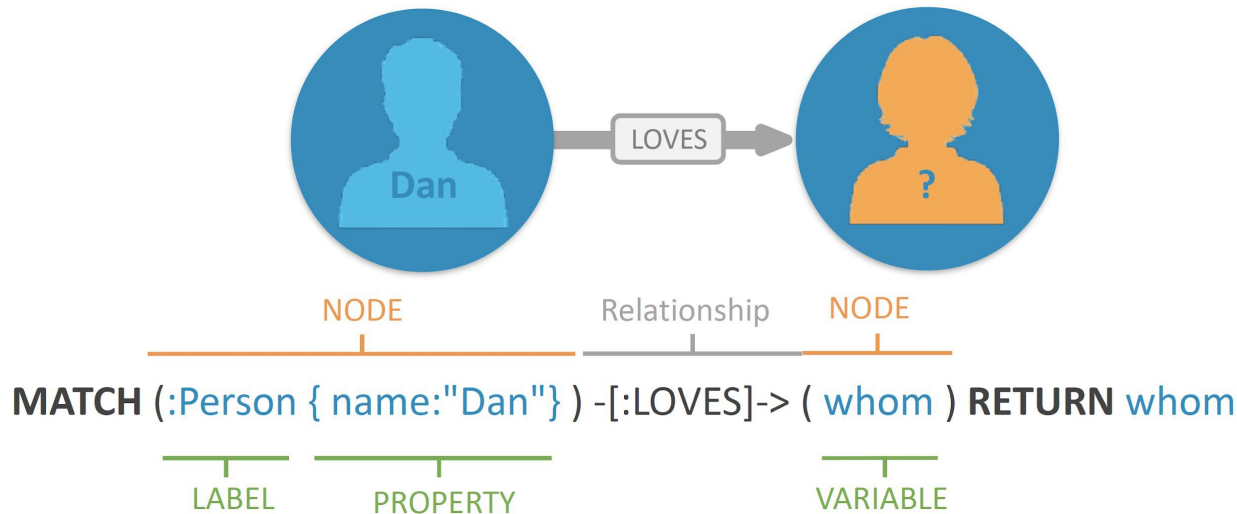 LOVES
Dan
?
NODE Relationship NODE
MATCH (:Person { name:"Dan"} ) -[:LOVES]-> ( whom ) RETURN whom
LABEL PROPERTY VARIABLE